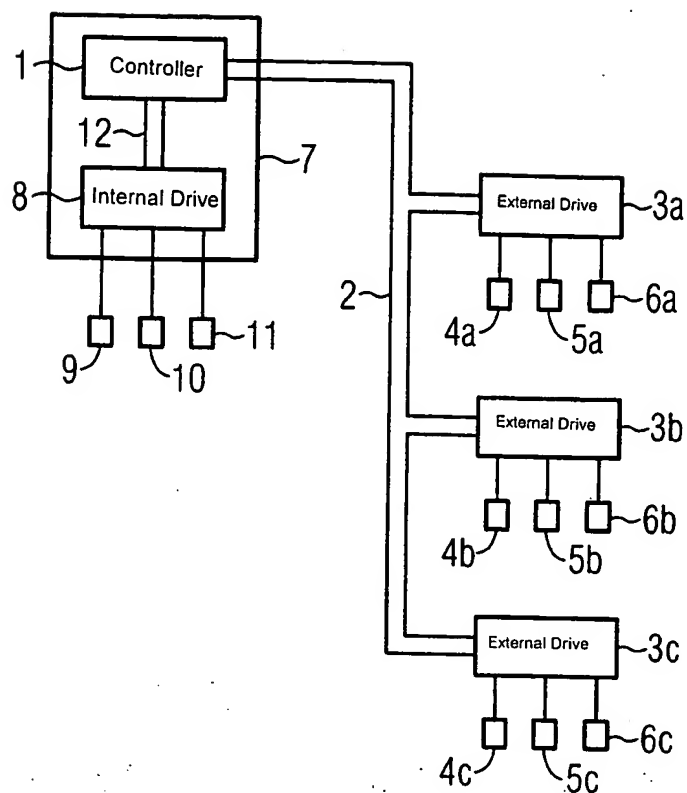 1
Controller
12
7
8
Internal Drive
9
10
11
2
External Drive
3a
4a
5a
6a
External Drive
3b
4b
5b
6b
External Drive
3c
4c
5c
6c